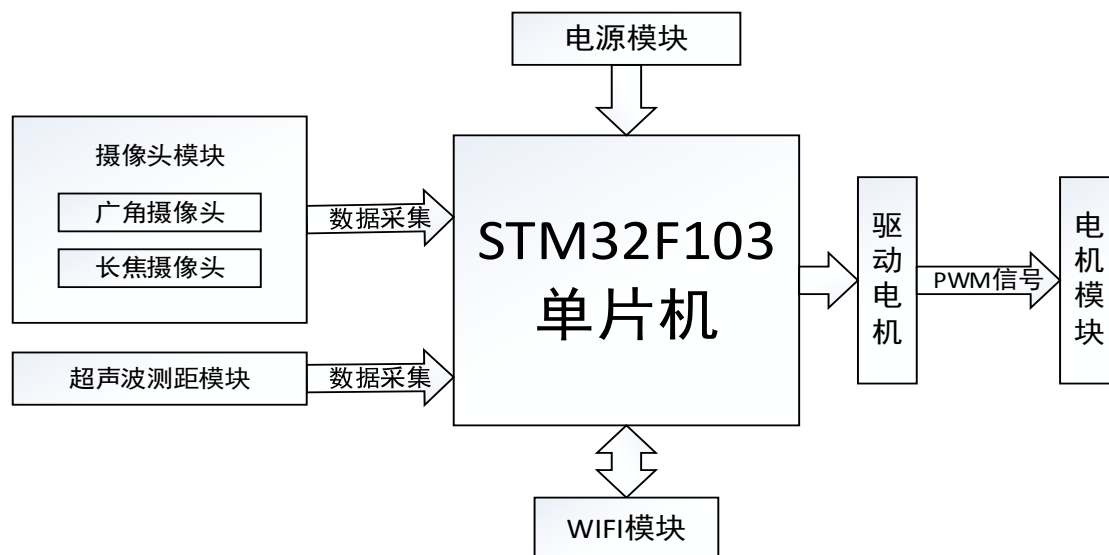 电源模块
摄像头模块
广角摄像头
长焦摄像头
数据采集
STM32F103
单片机
驱动电机
PWM信号
电机模块
超声波测距模块
数据采集
WIFI模块